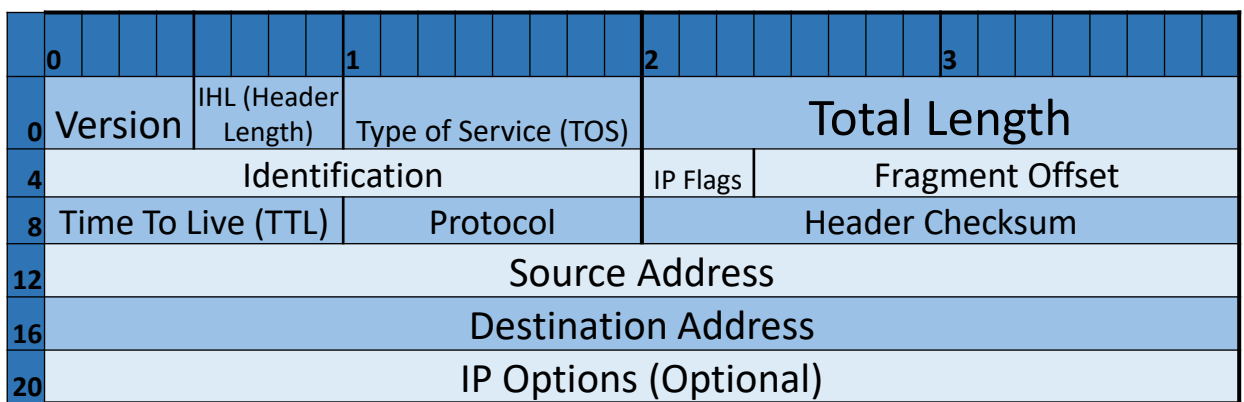 0 1 2 3
0 Version IHL (Header Length) Type of Service (TOS) Total Length
4 Identification IP Flags Fragment Offset
8 Time To Live (TTL) Protocol Header Checksum
12 Source Address
16 Destination Address
20 IP Options (Optional)